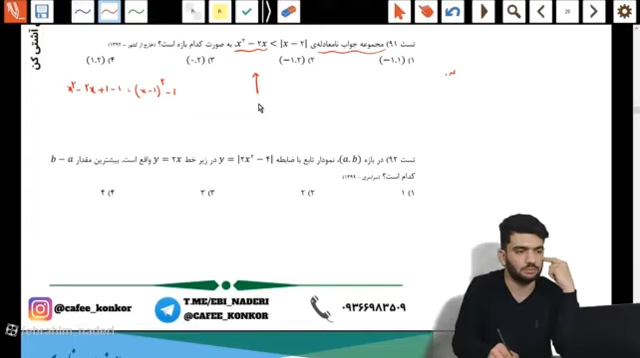 تست ۹۱) مجموعه جواب نامعادله‌ی x² − ۲x < |x − ۲| به صورت کدام بازه است؟ (خارج از کشور – ۱۳۹۲)
۱) (−۱.۱) ۲) (−۱.۲) ۳) (۰.۲) ۴) (۱.۲)
x² − 2x + 1 − 1 = (x−1)² − 1
تست ۹۲) در بازه (a.b)، نمودار تابع با ضابطه y = |۲x² − ۴| در زیر خط y = ۲x واقع است. بیشترین مقدار b − a کدام است؟ (سراسری – ۱۳۹۹)
۱) ۱ ۲) ۲ ۳) ۳ ۴) ۴
@cafee_konkor
T.ME/EBI_NADERI
@CAFEE_KONKOR
۰۹۳۶۶۹۸۳۵۰۹
آشتی کن